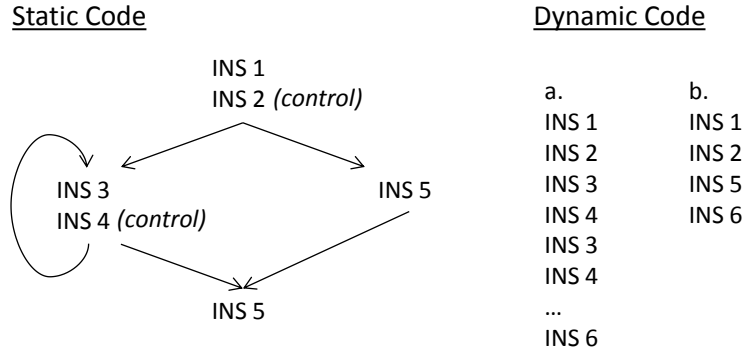 Static Code
INS 1
INS 2 (control)
INS 3
INS 4 (control)
INS 5
INS 5
Dynamic Code
a.
INS 1
INS 2
INS 3
INS 4
INS 3
INS 4
...
INS 6
b.
INS 1
INS 2
INS 5
INS 6